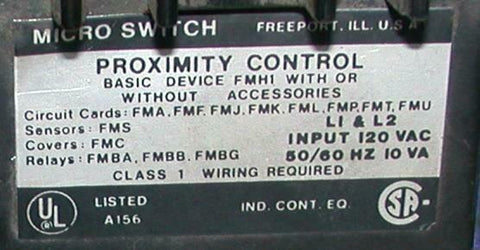 MICRO SWITCH FREEPORT, ILL. U.S.A
PROXIMITY CONTROL
BASIC DEVICE FMH1 WITH OR
WITHOUT ACCESSORIES
Circuit Cards: FMA, FMF, FMJ, FMK, FML, FMP, FMT, FMU
Sensors: FMS L1 & L2
Covers: FMC INPUT 120 VAC
Relays: FMBA, FMBB, FMBG 50/60 HZ 10 VA
CLASS 1 WIRING REQUIRED
UL LISTED IND. CONT. EQ. SA
A156